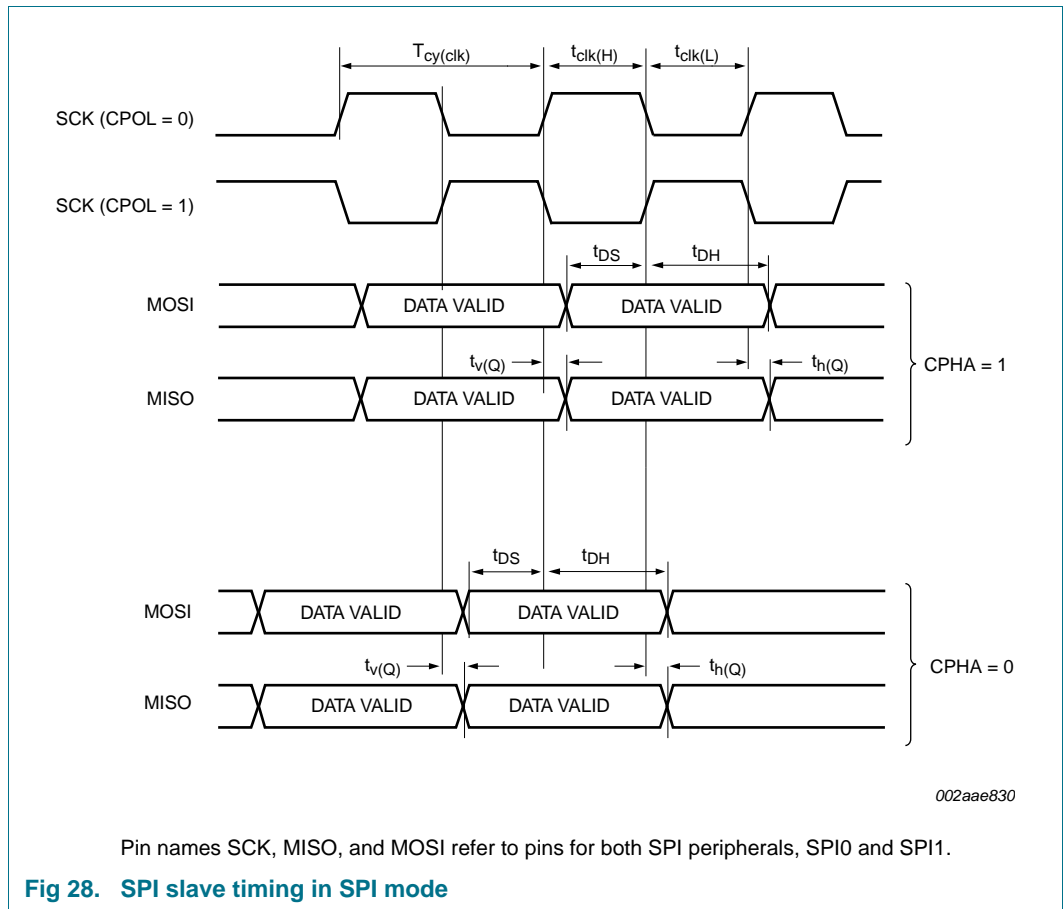 Tcy(clk) tclk(H) tclk(L)
SCK (CPOL = 0)
SCK (CPOL = 1)
tDS tDH
MOSI DATA VALID DATA VALID
tv(Q) th(Q)
CPHA = 1
MISO DATA VALID DATA VALID
tDS tDH
MOSI DATA VALID DATA VALID
tv(Q) th(Q)
CPHA = 0
MISO DATA VALID DATA VALID
002aae830
Pin names SCK, MISO, and MOSI refer to pins for both SPI peripherals, SPI0 and SPI1.
Fig 28. SPI slave timing in SPI mode